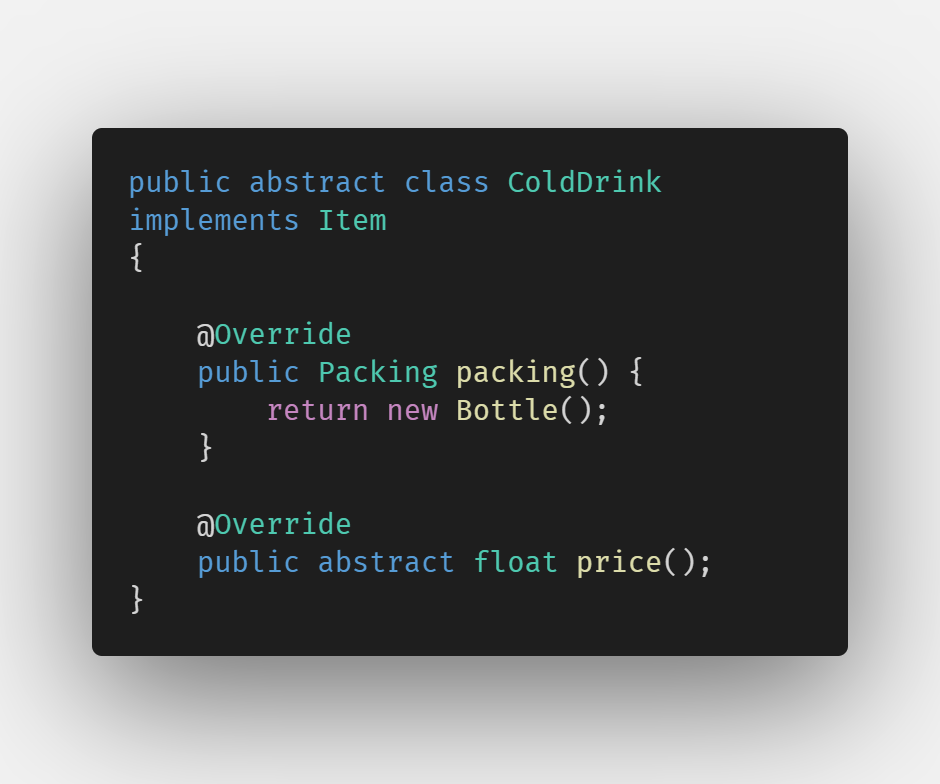 public abstract class ColdDrink
implements Item
{
    @Override
    public Packing packing() {
        return new Bottle();
    }
    @Override
    public abstract float price();
}